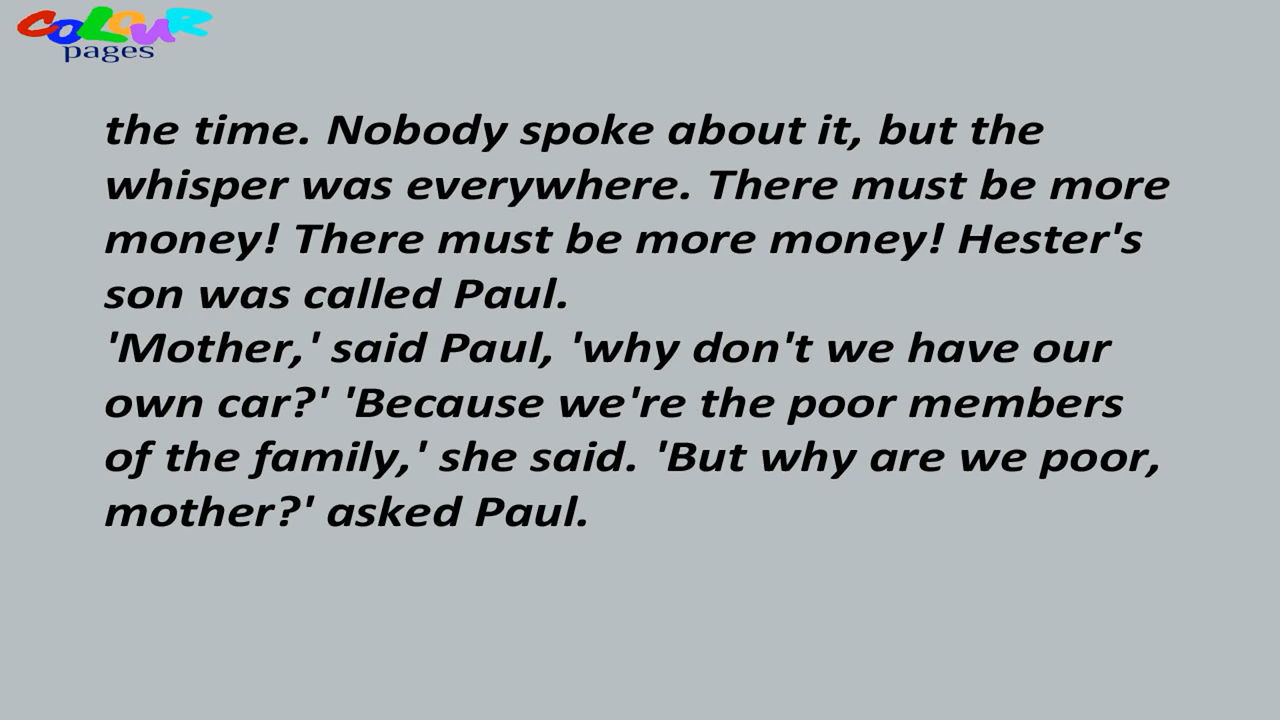 COLOUR
pages
the time. Nobody spoke about it, but the
whisper was everywhere. There must be more
money! There must be more money! Hester's
son was called Paul.
'Mother,' said Paul, 'why don't we have our
own car?' 'Because we're the poor members
of the family,' she said. 'But why are we poor,
mother?' asked Paul.